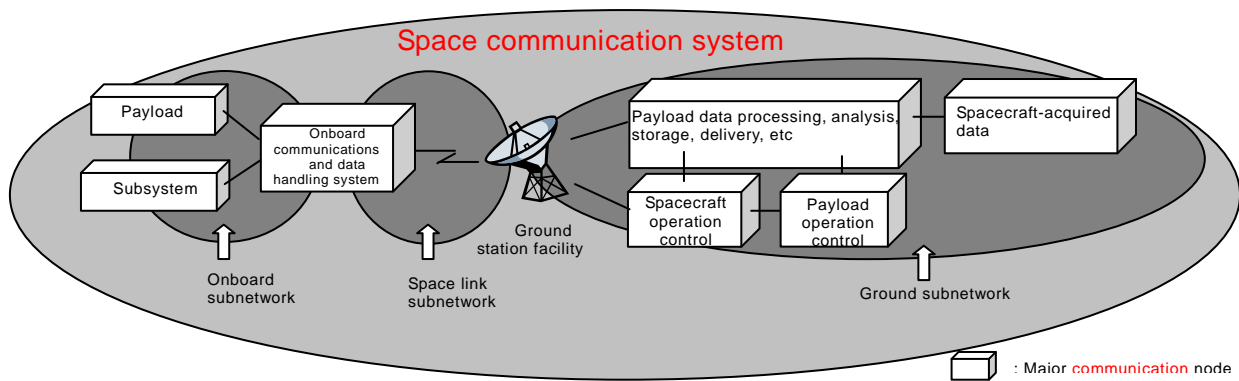 Space communication system
Payload
Subsystem
Onboard
communications
and data
handling system
Payload data processing, analysis,
storage, delivery, etc
Spacecraft-acquired
data
Spacecraft
operation
control
Payload
operation
control
Ground
station facility
Onboard
subnetwork
Space link
subnetwork
Ground subnetwork
: Major communication node